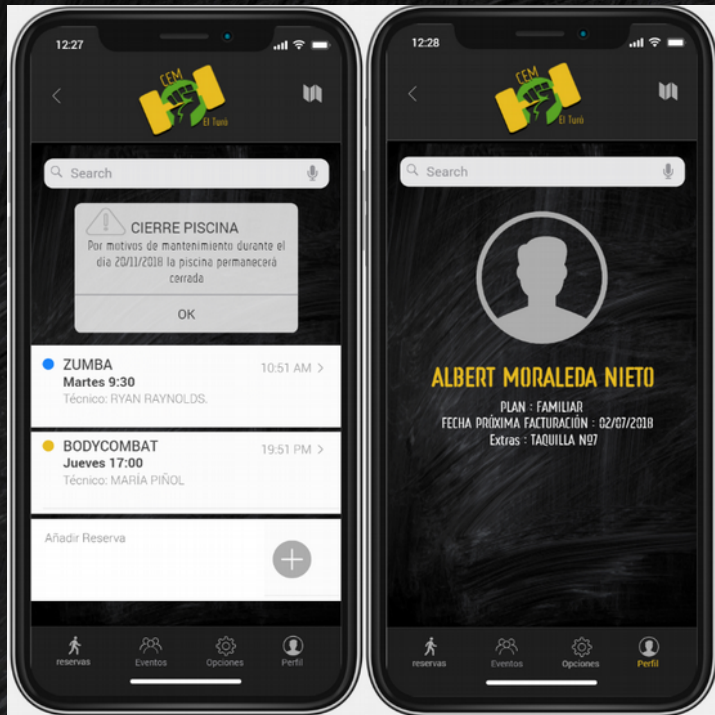 12:27
CEM
El Turó
Search
CIERRE PISCINA
Por motivos de mantenimiento durante el
día 20/11/2018 la piscina permanecerá
cerrada
OK
ZUMBA
10:51 AM >
Martes 9:30
Técnico: RYAN RAYNOLDS.
BODYCOMBAT
19:51 PM >
Jueves 17:00
Técnico: MARÍA PIÑOL
Añadir Reserva
reservas Eventos Opciones Perfil
12:28
CEM
El Turó
Search
ALBERT MORALEDA NIETO
PLAN : FAMILIAR
FECHA PRÓXIMA FACTURACIÓN : 02/07/2018
Extras : TAQUILLA Nº7
reservas Eventos Opciones Perfil